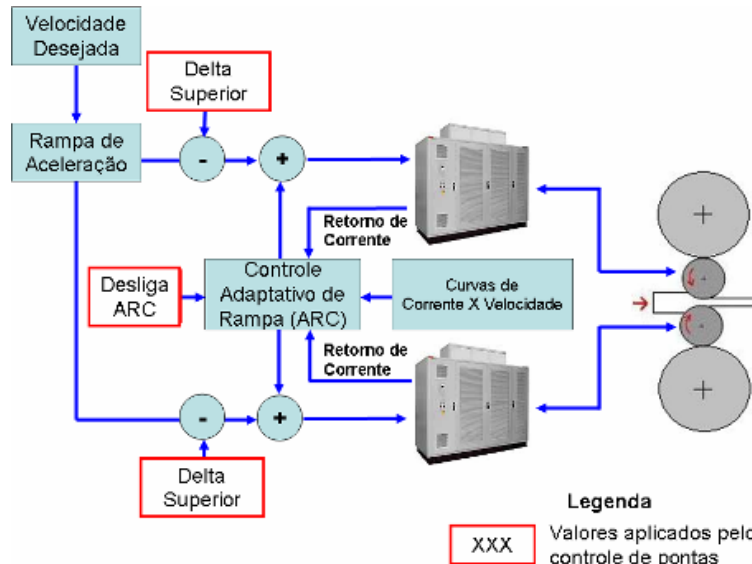 Velocidade
Desejada
Delta
Superior
Rampa de
Aceleração
-
+
Retorno de
Corrente
Desliga
ARC
Controle
Adaptativo de
Rampa (ARC)
Curvas de
Corrente X Velocidade
Retorno de
Corrente
-
+
Delta
Superior
Legenda
XXX
Valores aplicados pelo
controle de pontas